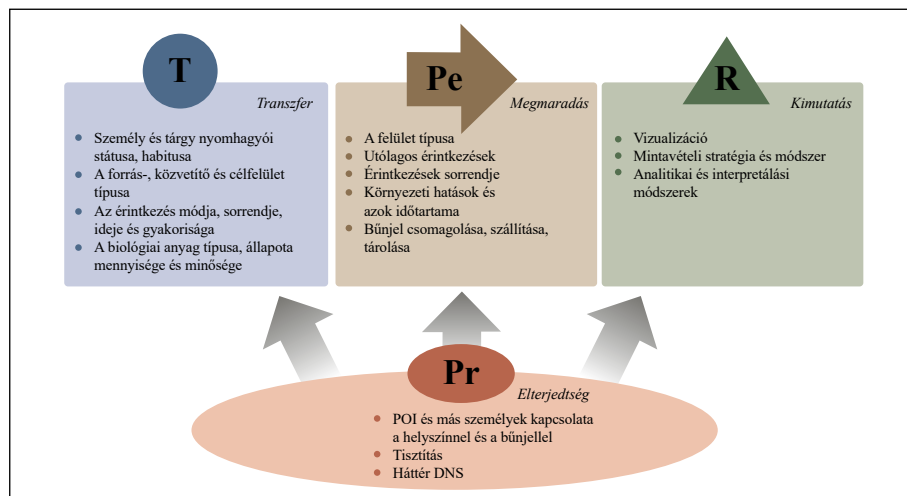 T
Transzfer
Személy és tárgy nyomhagyói
státusa, habitusa
A forrás-, közvetítő és célfelület
típusa
Az érintkezés módja, sorrendje,
ideje és gyakorisága
A biológiai anyag típusa, állapota
mennyisége és minősége
Pe
Megmaradás
A felület típusa
Utólagos érintkezések
Érintkezések sorrendje
Környezeti hatások és
azok időtartama
Bűnjel csomagolása, szállítása,
tárolása
R
Kimutatás
Vizualizáció
Mintavételi stratégia és módszer
Analitikai és interpretálási
módszerek
Pr
Elterjedtség
POI és más személyek kapcsolata
a helyszínnel és a bűnjellel
Tisztítás
Háttér DNS